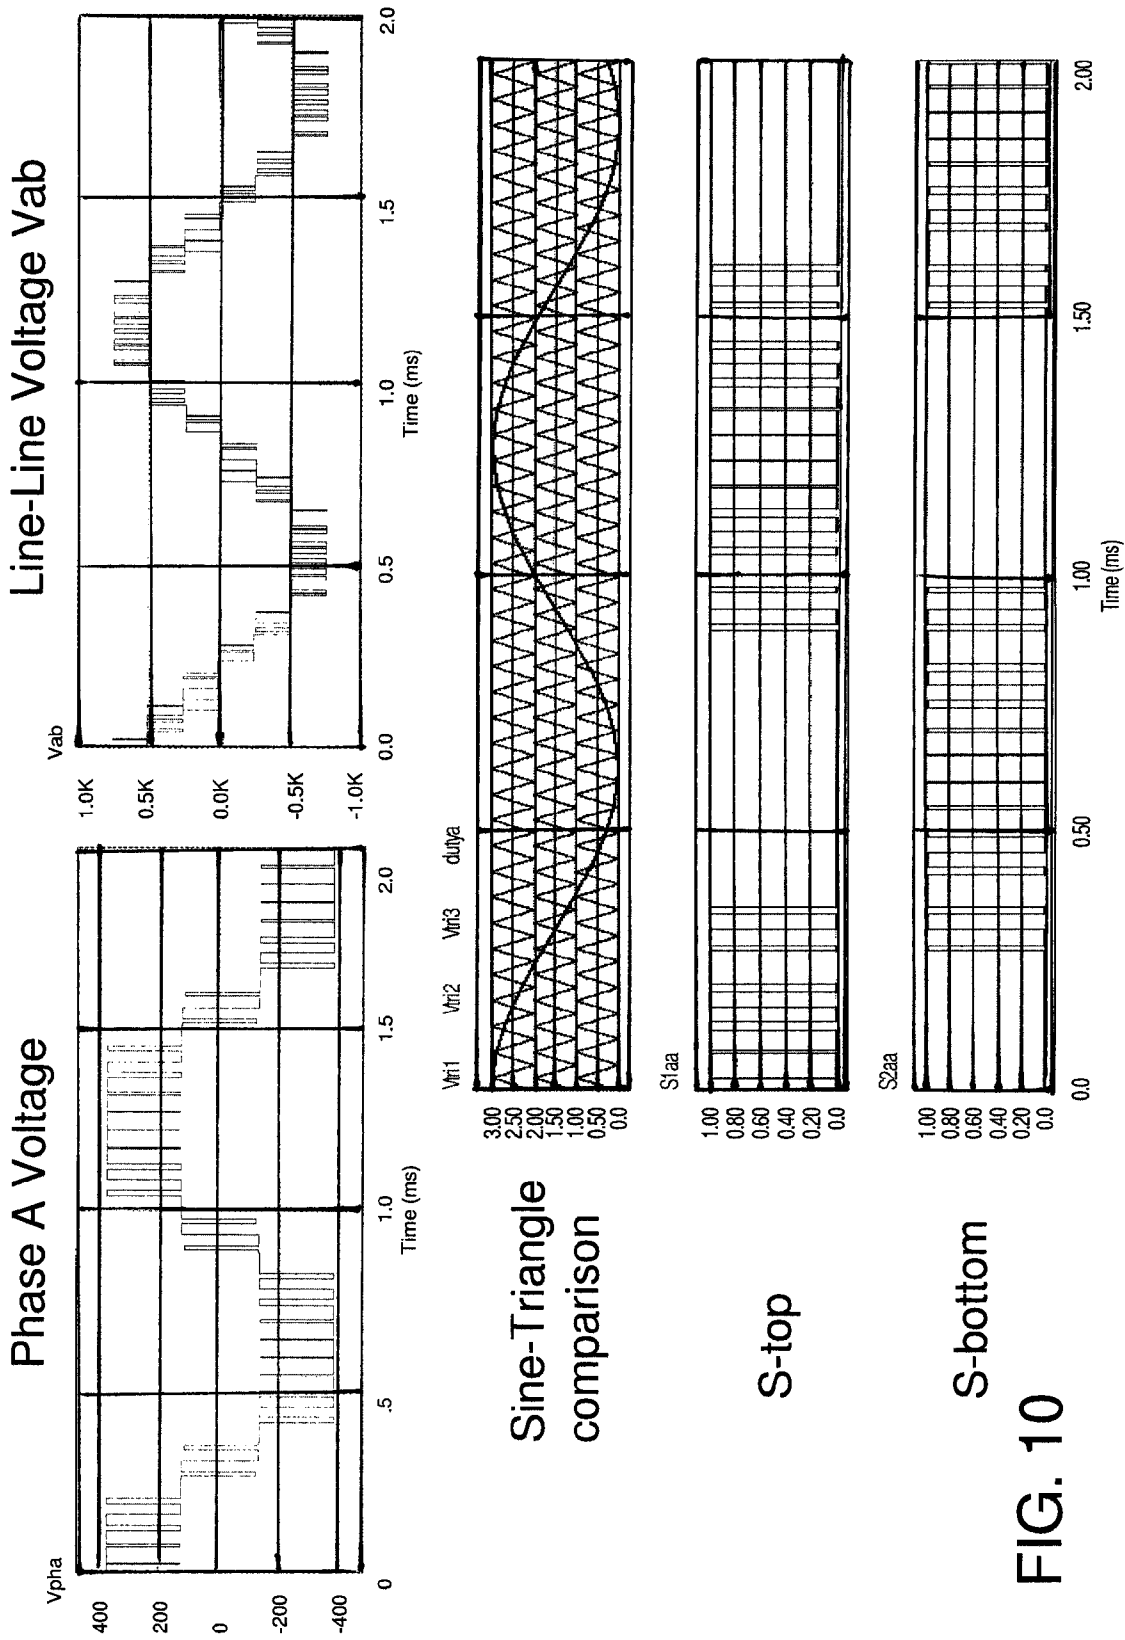 Phase A Voltage
Vpha
400
200
0
-200
-400
0
.5
1.0
1.5
2.0
Time (ms)
Line-Line Voltage Vab
Vab
1.0K
0.5K
0.0K
-0.5K
-1.0K
0.0
0.5
1.0
1.5
2.0
Time (ms)
Sine-Triangle
comparison
Vtri1 Vtri2 Vtri3 dutya
3.00
2.50
2.00
1.50
1.00
0.50
0.0
S-top
S1aa
1.00
0.80
0.60
0.40
0.20
0.0
S-bottom
S2aa
1.00
0.80
0.60
0.40
0.20
0.0
0.0
0.50
1.00
1.50
2.00
Time (ms)
FIG. 10